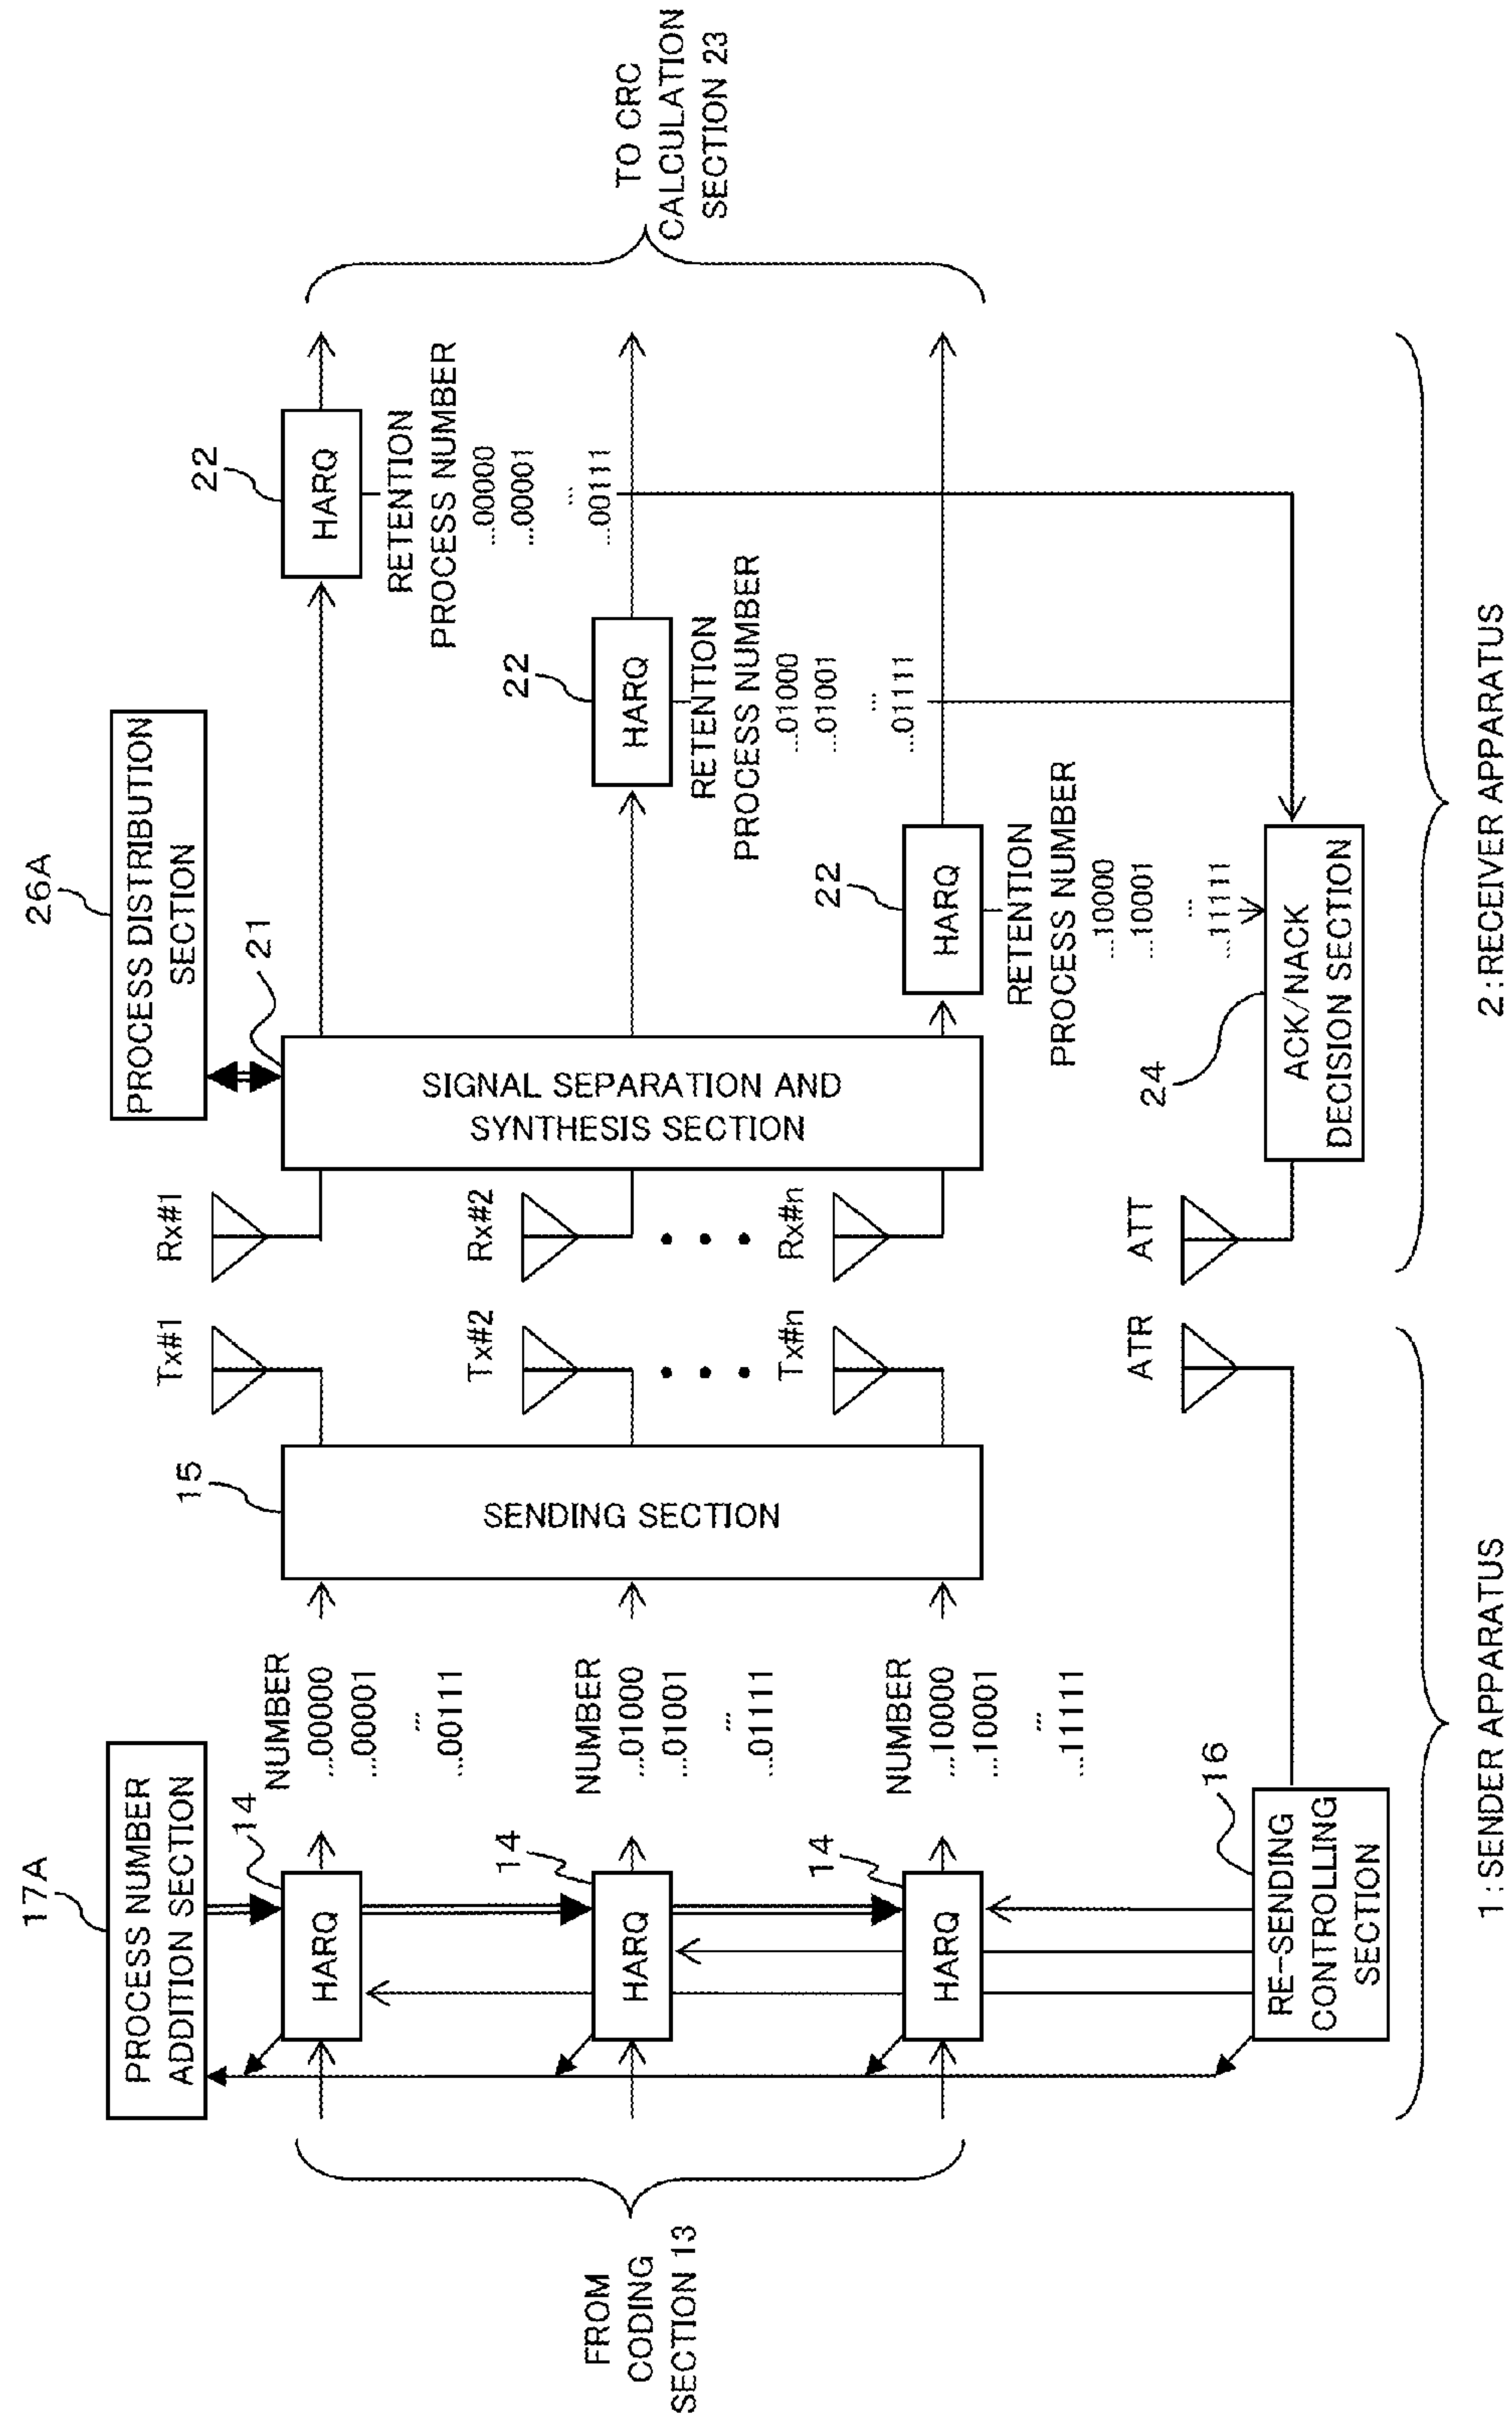 FROM
CODING
SECTION 13
17A
PROCESS NUMBER
ADDITION SECTION
14
HARQ
NUMBER
...00000
...00001
...
...00111
14
HARQ
NUMBER
...01000
...01001
...
...01111
14
HARQ
NUMBER
...10000
...10001
...
...11111
16
RE-SENDING
CONTROLLING
SECTION
15
SENDING SECTION
Tx#1
Tx#2
Tx#n
ATR
1:SENDER APPARATUS
Rx#1
Rx#2
Rx#n
ATT
26A
PROCESS DISTRIBUTION
SECTION
21
SIGNAL SEPARATION AND
SYNTHESIS SECTION
22
HARQ
RETENTION
PROCESS NUMBER
...00000
...00001
...
...00111
22
HARQ
RETENTION
PROCESS NUMBER
...01000
...01001
...
...01111
22
HARQ
RETENTION
PROCESS NUMBER
...10000
...10001
...
...11111
24
ACK/NACK
DECISION SECTION
TO CRC
CALCULATION
SECTION 23
2:RECEIVER APPARATUS